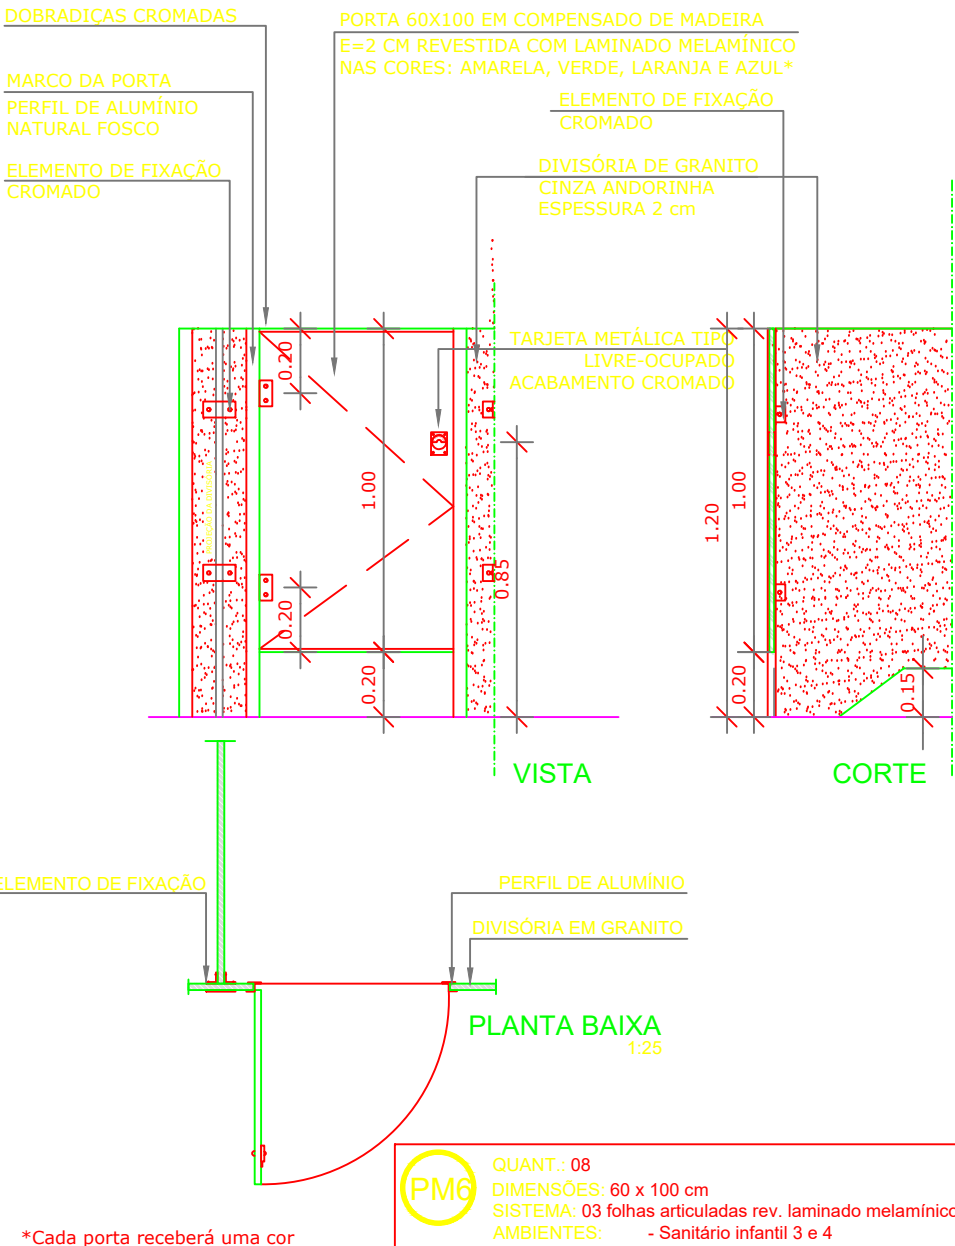 DOBRADIÇAS CROMADAS
PORTA 60X100 EM COMPENSADO DE MADEIRA
E=2 CM REVESTIDA COM LAMINADO MELAMÍNICO
NAS CORES: AMARELA, VERDE, LARANJA E AZUL*
MARCO DA PORTA
PERFIL DE ALUMÍNIO
NATURAL FOSCO
ELEMENTO DE FIXAÇÃO
CROMADO
ELEMENTO DE FIXAÇÃO
CROMADO
DIVISÓRIA DE GRANITO
CINZA ANDORINHA
ESPESSURA 2 cm
TARJETA METÁLICA TIPO
LIVRE-OCUPADO
ACABAMENTO CROMADO
0.20
1.00
0.20
0.20
0.85
1.20
1.00
0.20
0.15
VISTA
CORTE
ELEMENTO DE FIXAÇÃO
PERFIL DE ALUMÍNIO
DIVISÓRIA EM GRANITO
PLANTA BAIXA
1:25
PM6
QUANT.: 08
DIMENSÕES: 60 x 100 cm
SISTEMA: 03 folhas articuladas rev. laminado melamínico
AMBIENTES: - Sanitário infantil 3 e 4
*Cada porta receberá uma cor